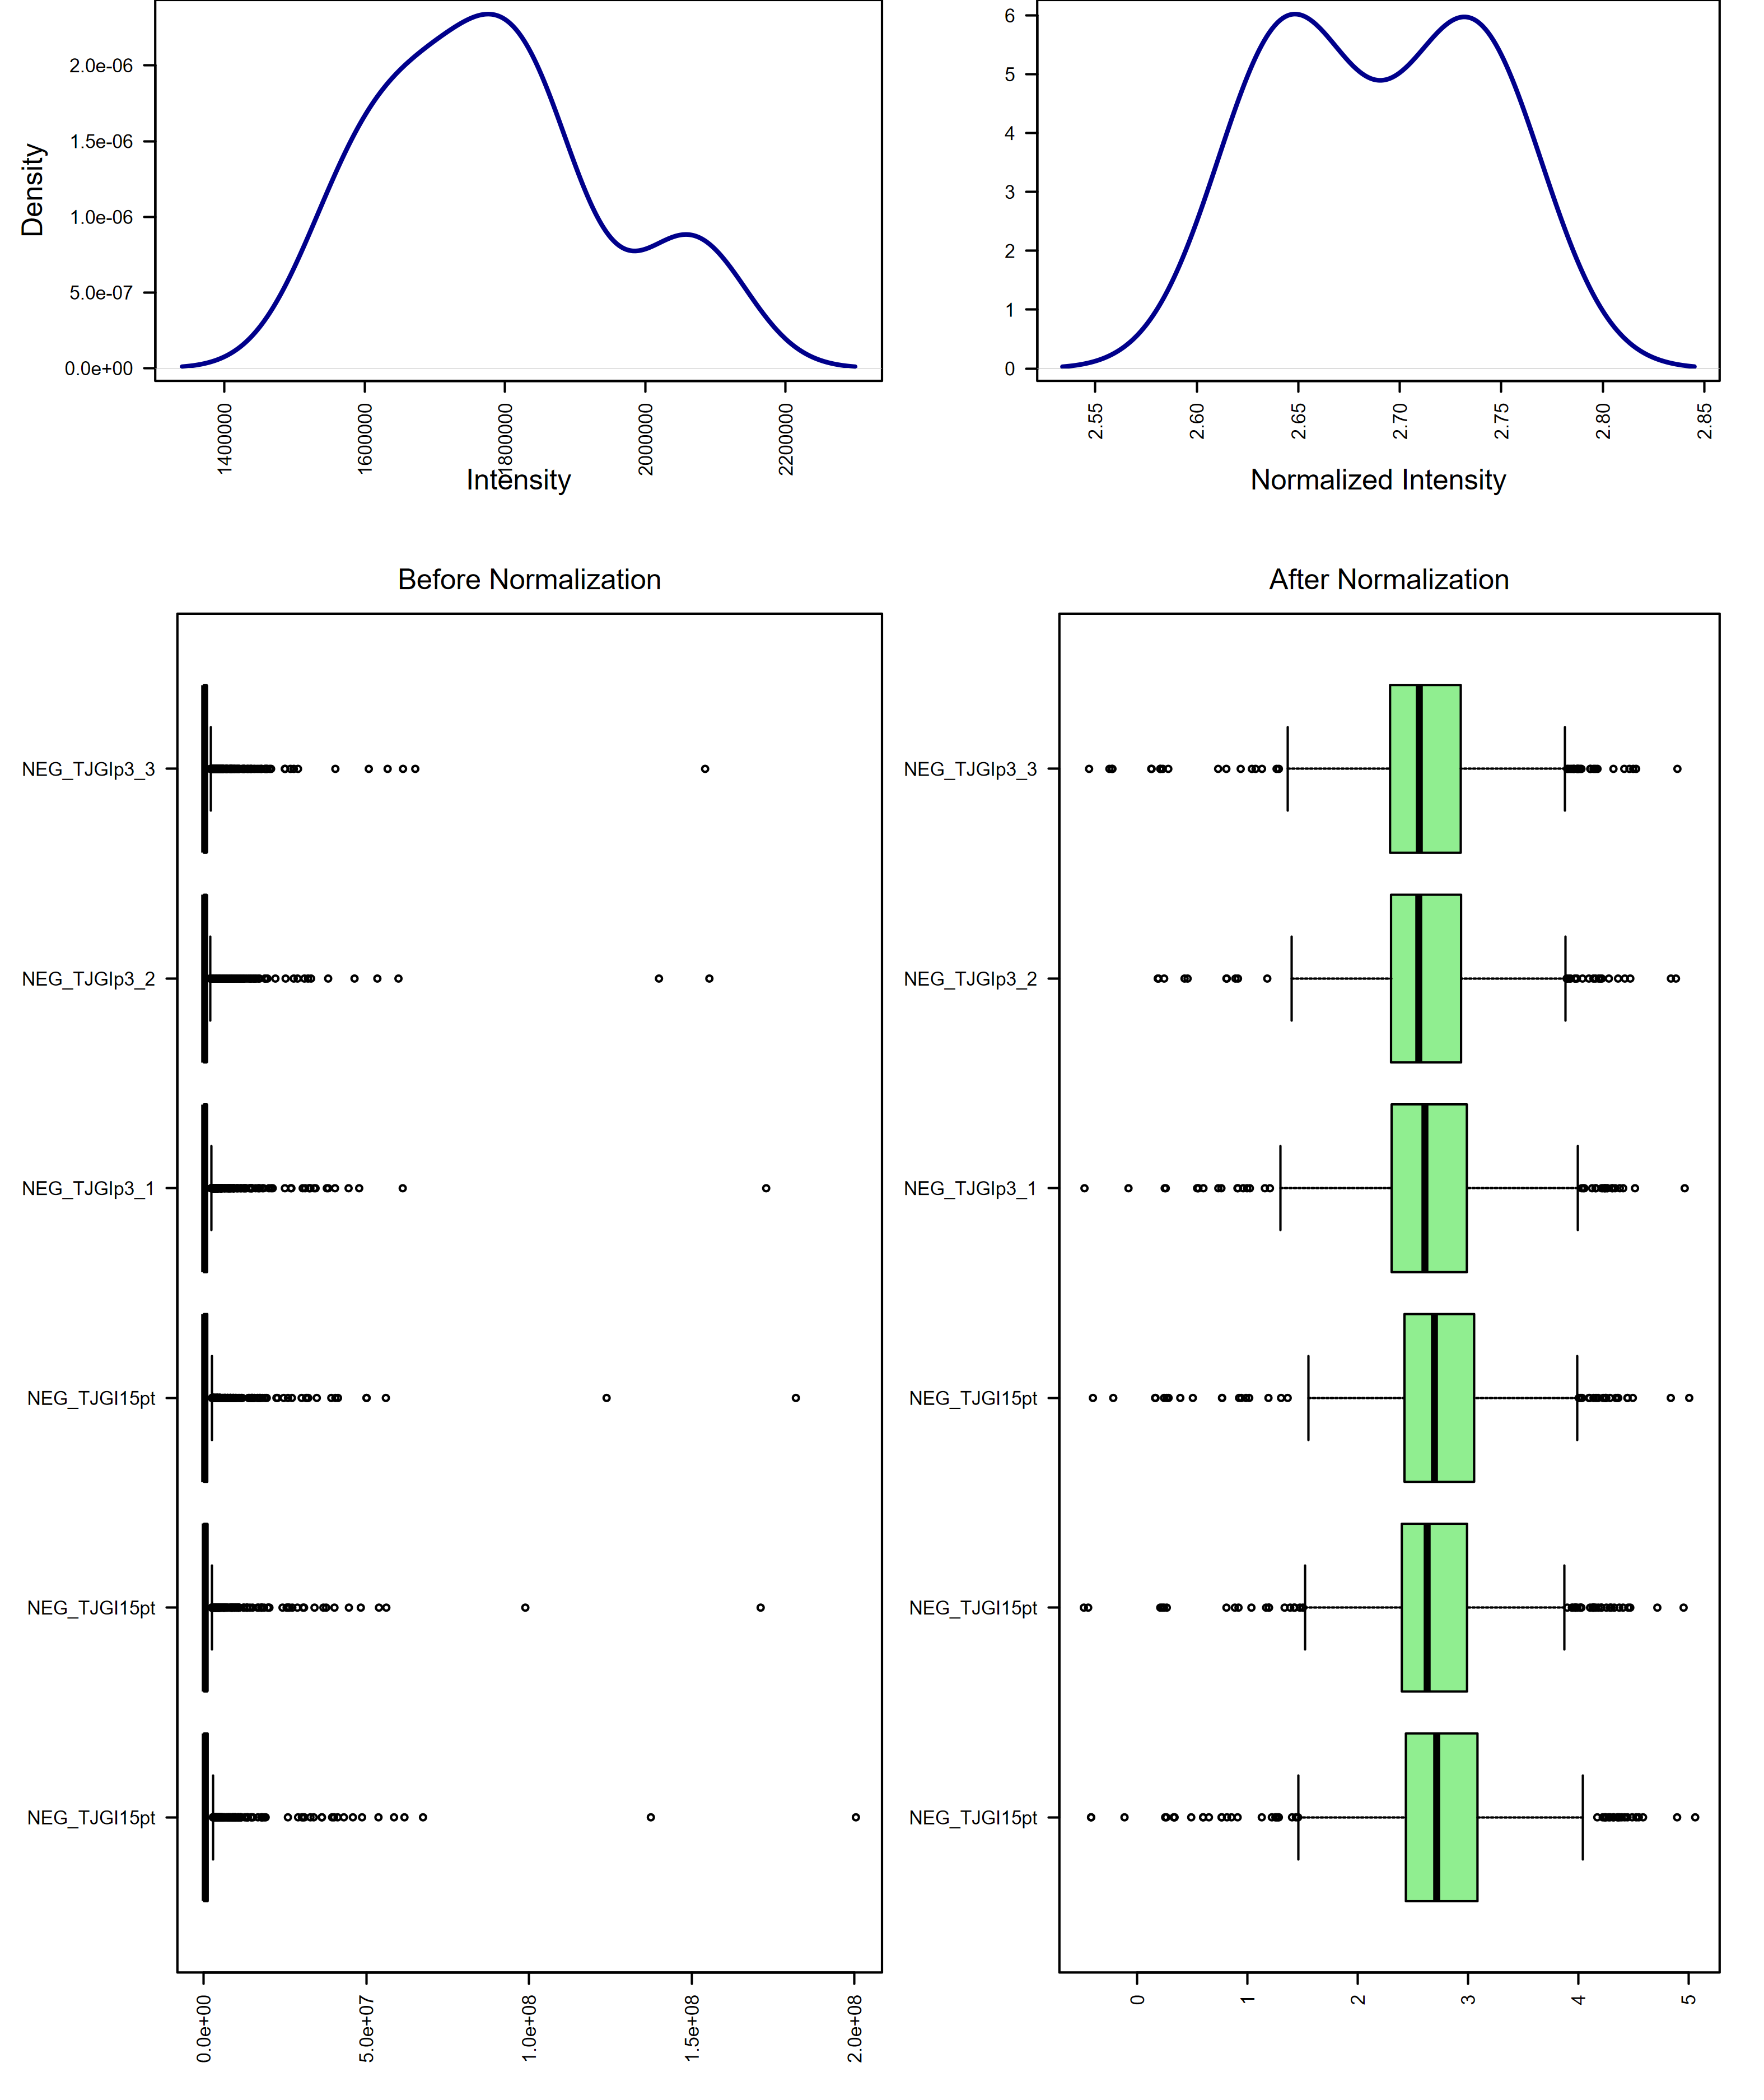 Density
2.0e-06
1.5e-06
1.0e-06
5.0e-07
0.0e+00
1400000
1600000
1800000
2000000
2200000
Intensity
6
5
4
3
2
1
0
2.55
2.60
2.65
2.70
2.75
2.80
2.85
Normalized Intensity
Before Normalization
NEG_TJGIp3_3
NEG_TJGIp3_2
NEG_TJGIp3_1
NEG_TJGI15pt
NEG_TJGI15pt
NEG_TJGI15pt
0.0e+00
5.0e+07
1.0e+08
1.5e+08
2.0e+08
After Normalization
NEG_TJGIp3_3
NEG_TJGIp3_2
NEG_TJGIp3_1
NEG_TJGI15pt
NEG_TJGI15pt
NEG_TJGI15pt
0
1
2
3
4
5